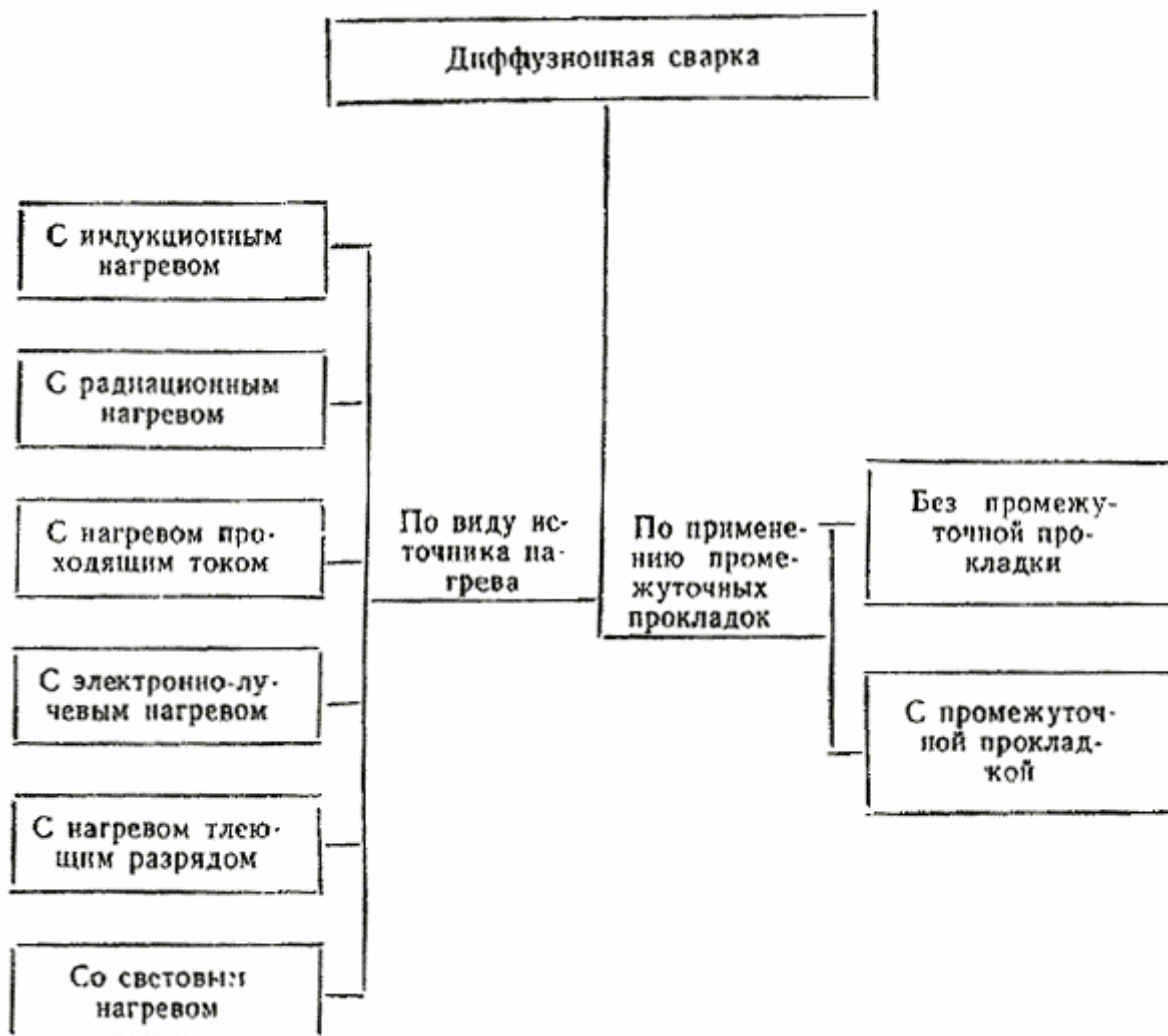 Диффузионная сварка
С индукционным
нагревом
С радиационным
нагревом
С нагревом про-
ходящим током
С электронно-лу-
чевым нагревом
С нагревом тлею-
щим разрядом
Со световым
нагревом
По виду ис-
точника на-
грева
По примене-
нию проме-
жуточных
прокладок
Без промежу-
точной про-
кладки
С промежуточ-
ной проклад-
кой